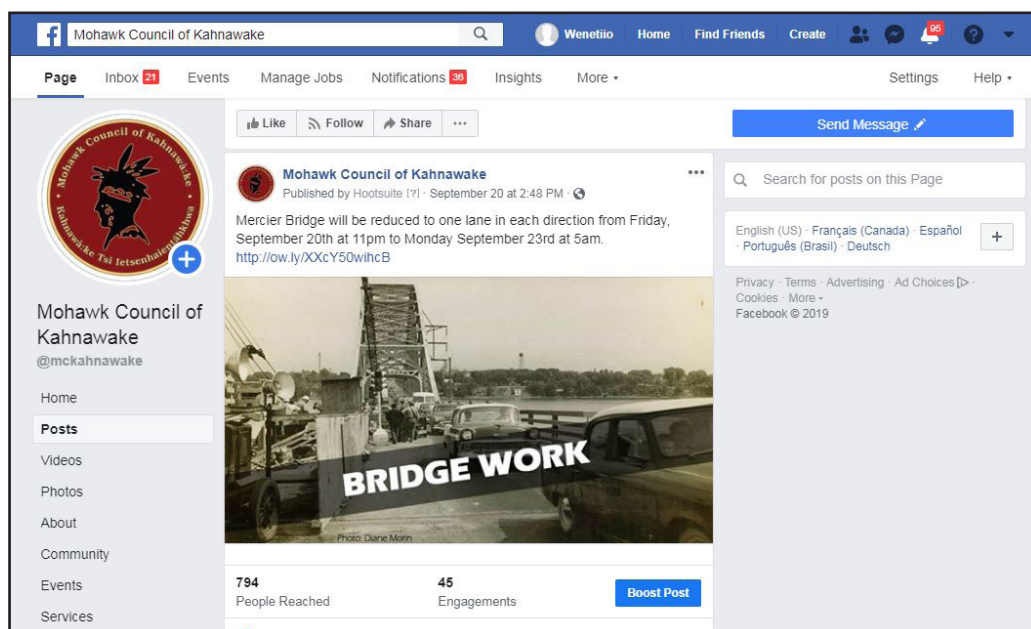 Mohawk Council of Kahnawake
Wenetiio Home Find Friends Create 95
Page Inbox 21 Events Manage Jobs Notifications 36 Insights More Settings Help
Mohawk Council of Kahnawake
Kahnawà:ke Tsi Ietsenhaientáhkhwa
Mohawk Council of
Kahnawake
@mckahnawake
Home
Posts
Videos
Photos
About
Community
Events
Services
Like Follow Share ...
Mohawk Council of Kahnawake
Published by Hootsuite [?] · September 20 at 2:48 PM ·
Mercier Bridge will be reduced to one lane in each direction from Friday,
September 20th at 11pm to Monday September 23rd at 5am.
http://ow.ly/XXcY50wihcB
BRIDGE WORK
Photo: Diane Morin
794 45
People Reached Engagements
Boost Post
Send Message
Search for posts on this Page
English (US) · Français (Canada) · Español
· Português (Brasil) · Deutsch
+
Privacy · Terms · Advertising · Ad Choices ·
Cookies · More
Facebook © 2019